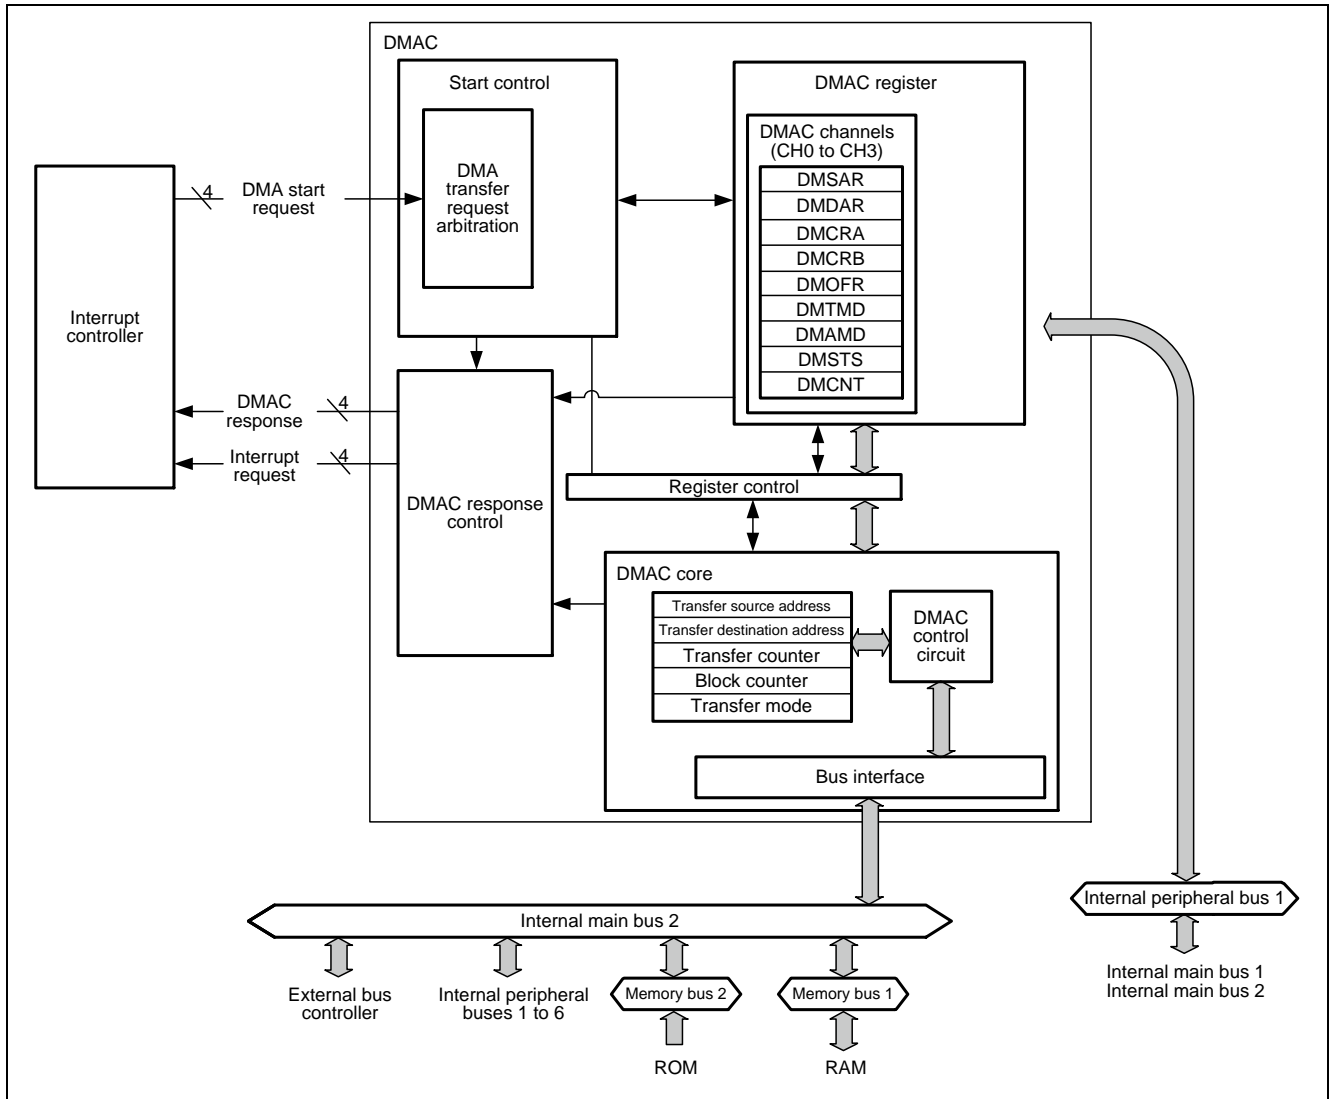 DMAC
Start control
DMA
transfer
request
arbitration
DMAC register
DMAC channels
(CH0 to CH3)
DMSAR
DMDAR
DMCRA
DMCRB
DMOFR
DMTMD
DMAMD
DMSTS
DMCNT
Interrupt
controller
4
DMA start
request
DMAC
response
4
Interrupt
request
4
DMAC response
control
Register control
DMAC core
Transfer source address
Transfer destination address
Transfer counter
Block counter
Transfer mode
DMAC
control
circuit
Bus interface
Internal main bus 2
Internal peripheral bus 1
External bus
controller
Internal peripheral
buses 1 to 6
Memory bus 2
Memory bus 1
ROM
RAM
Internal main bus 1
Internal main bus 2